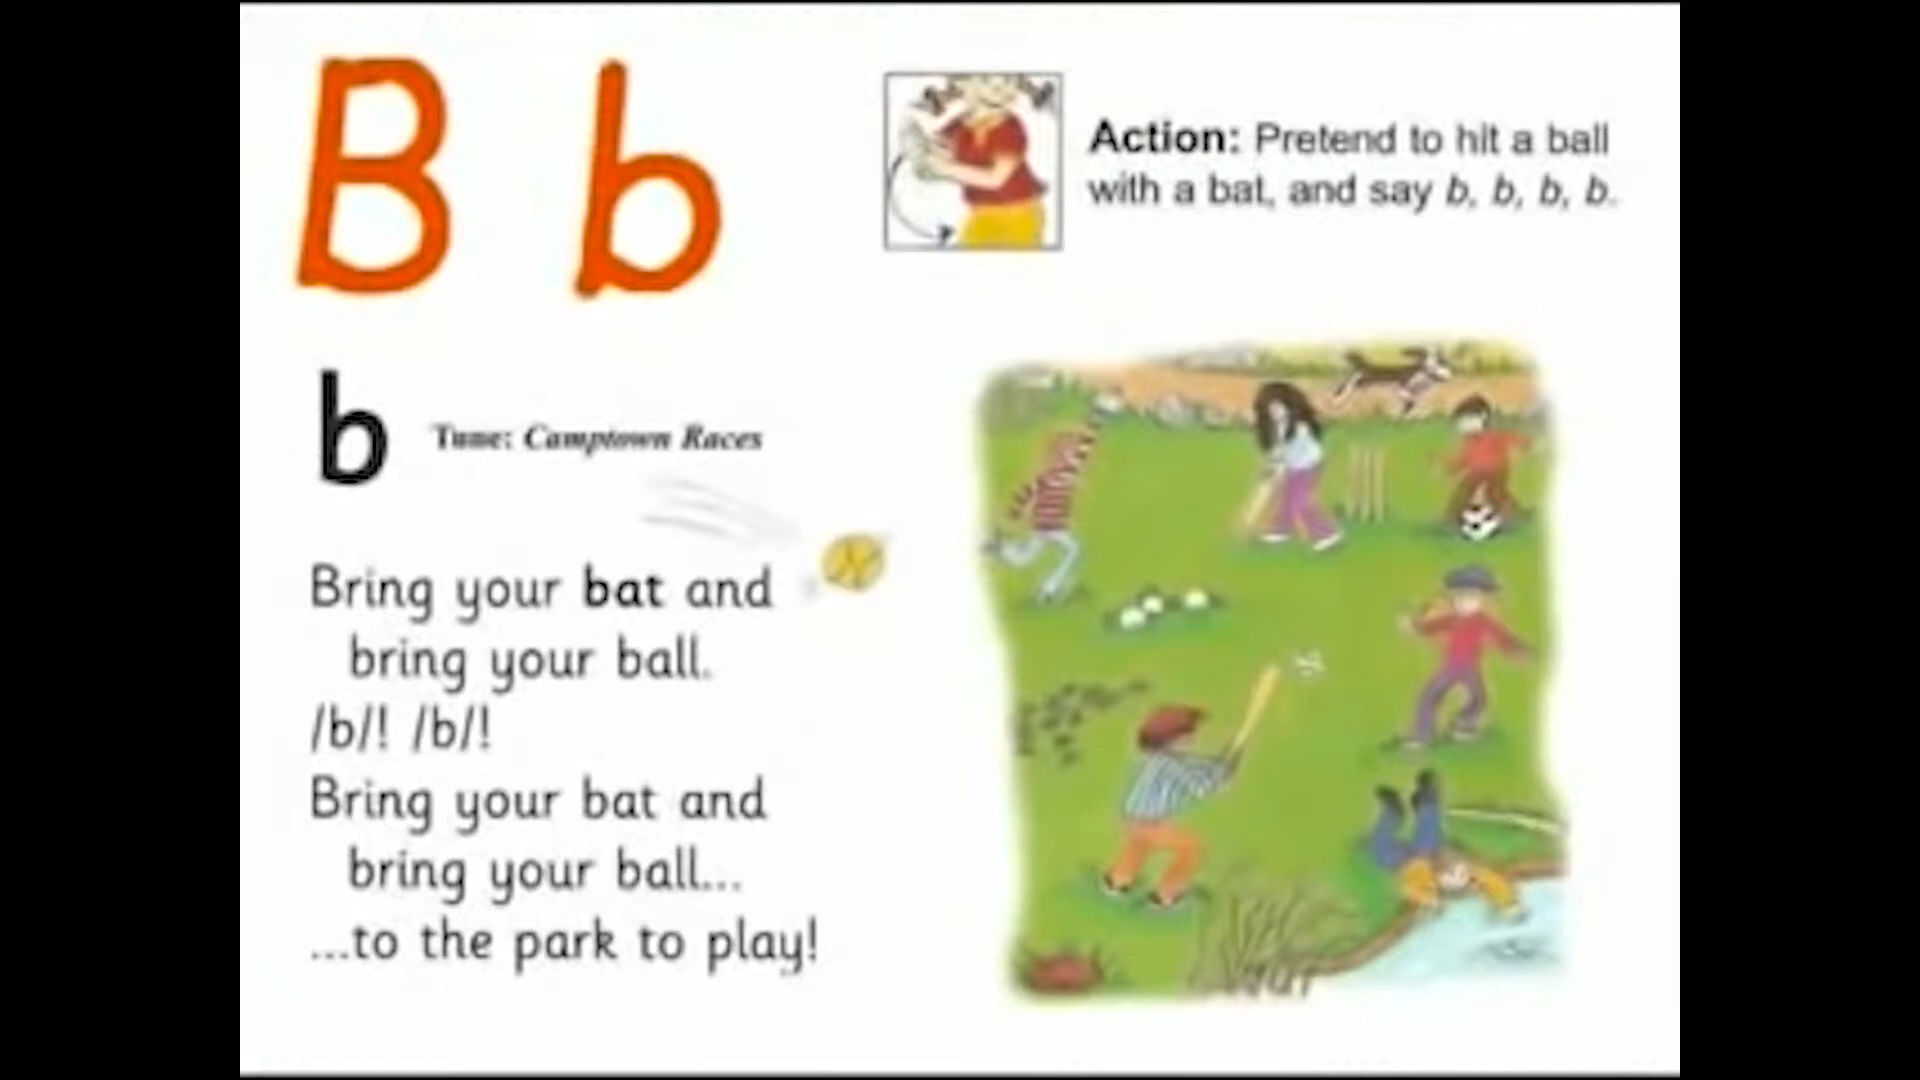 B b
Action: Pretend to hit a ball
with a bat, and say b, b, b, b.
b Tune: Camptown Races
Bring your bat and
bring your ball.
/b/! /b/!
Bring your bat and
bring your ball...
...to the park to play!